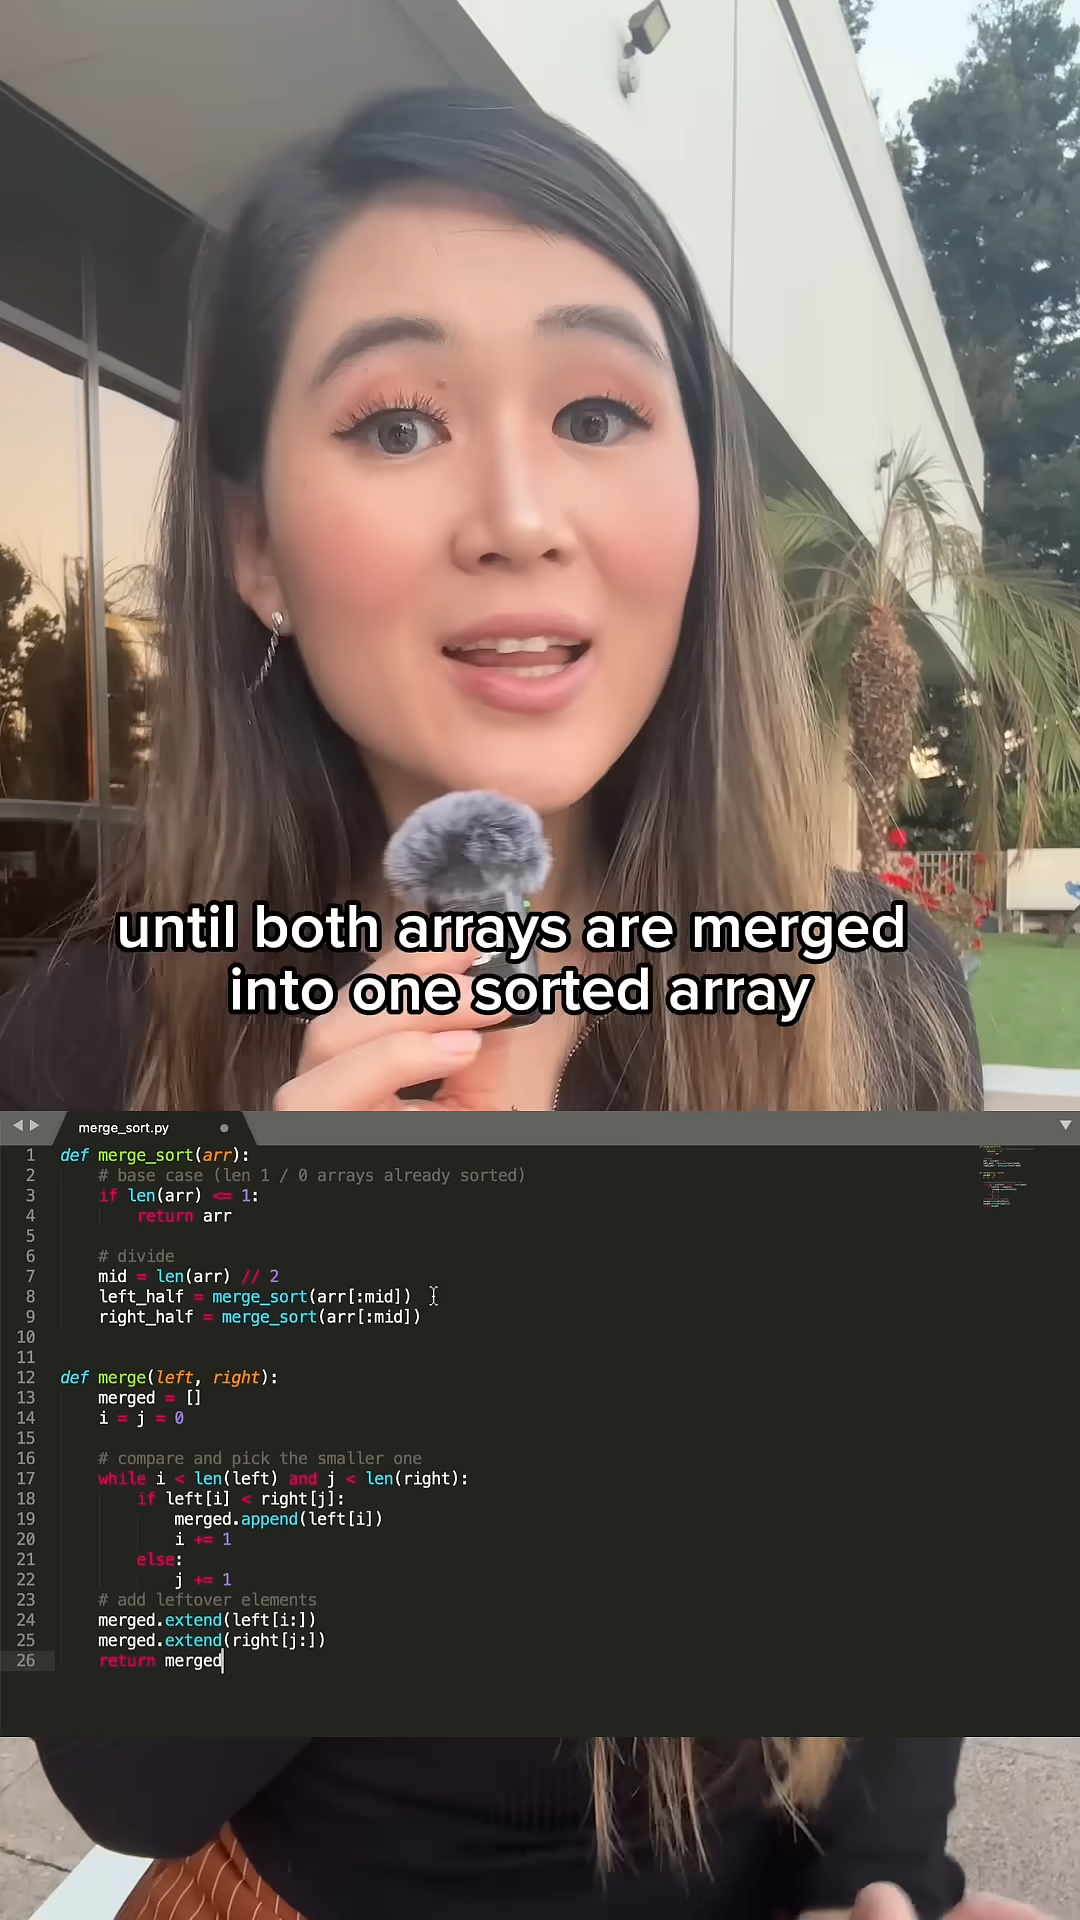 until both arrays are merged
into one sorted array
merge_sort.py
1 def merge_sort(arr):
2     # base case (len 1 / 0 arrays already sorted)
3     if len(arr) <= 1:
4         return arr
5
6     # divide
7     mid = len(arr) // 2
8     left_half = merge_sort(arr[:mid])
9     right_half = merge_sort(arr[:mid])
10
11
12 def merge(left, right):
13     merged = []
14     i = j = 0
15
16     # compare and pick the smaller one
17     while i < len(left) and j < len(right):
18         if left[i] < right[j]:
19             merged.append(left[i])
20             i += 1
21         else:
22             j += 1
23     # add leftover elements
24     merged.extend(left[i:])
25     merged.extend(right[j:])
26     return merged